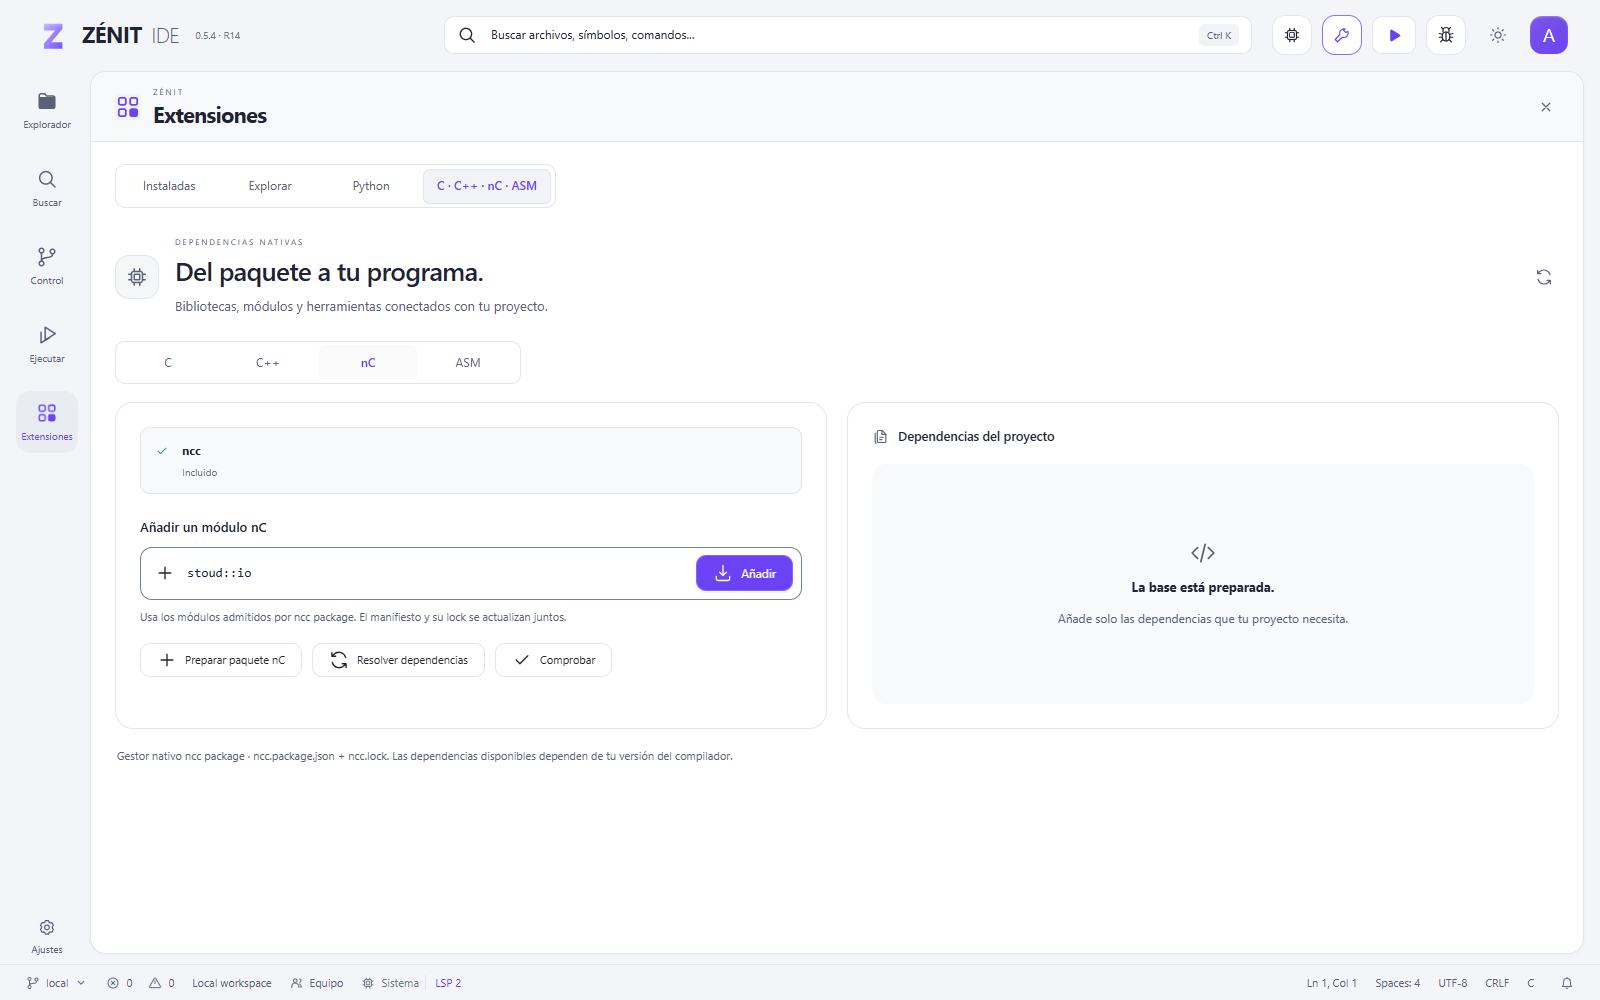 ZÉNIT IDE 0.5.4 · R14
Buscar archivos, símbolos, comandos...
Ctrl K
A
Explorador
Buscar
Control
Ejecutar
Extensiones
Ajustes
ZÉNIT
Extensiones
Instaladas
Explorar
Python
C · C++ · nC · ASM
DEPENDENCIAS NATIVAS
Del paquete a tu programa.
Bibliotecas, módulos y herramientas conectados con tu proyecto.
C
C++
nC
ASM
ncc
Incluido
Añadir un módulo nC
stoud::io
Añadir
Usa los módulos admitidos por ncc package. El manifiesto y su lock se actualizan juntos.
Preparar paquete nC
Resolver dependencias
Comprobar
Dependencias del proyecto
La base está preparada.
Añade solo las dependencias que tu proyecto necesita.
Gestor nativo ncc package · ncc.package.json + ncc.lock. Las dependencias disponibles dependen de tu versión del compilador.
local
0
0
Local workspace
Equipo
Sistema
LSP 2
Ln 1, Col 1
Spaces: 4
UTF-8
CRLF
C